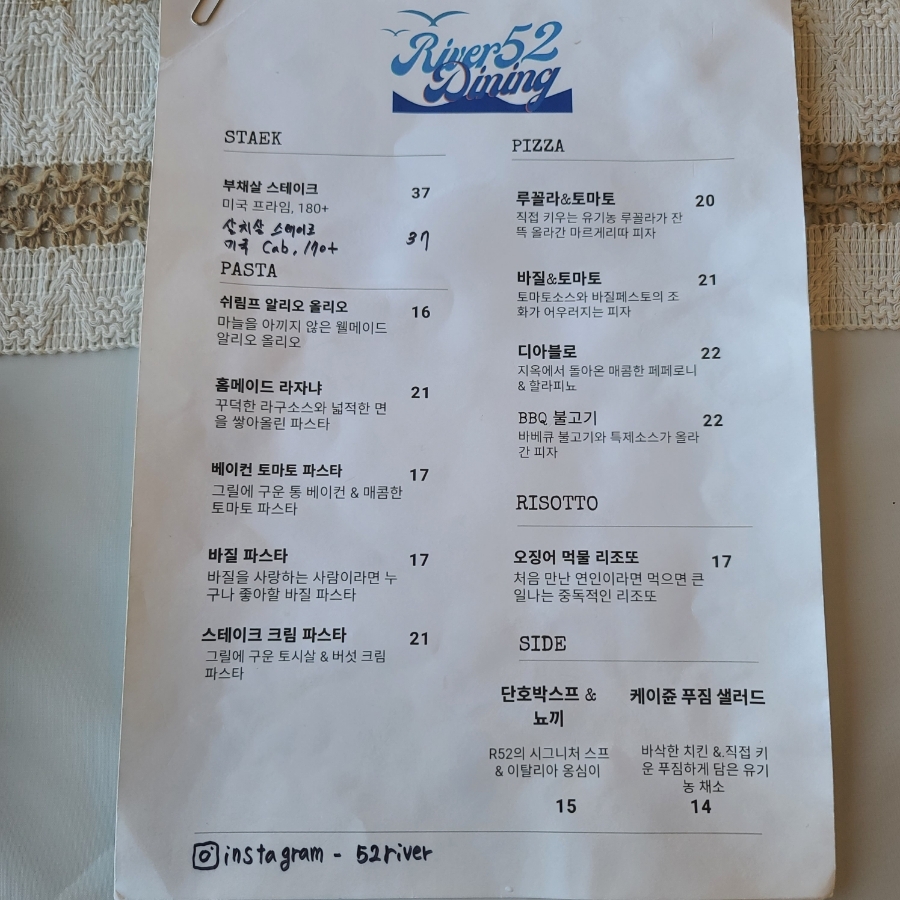 River52
Dining
STAEK
부채살 스테이크 37
미국 프라임, 180+
살치살 스테이크
미국 Cab, 170+ 37
PASTA
쉬림프 알리오 올리오 16
마늘을 아끼지 않은 웰메이드
알리오 올리오
홈메이드 라자냐 21
꾸덕한 라구소스와 넓적한 면
을 쌓아올린 파스타
베이컨 토마토 파스타 17
그릴에 구운 통 베이컨 & 매콤한
토마토 파스타
바질 파스타 17
바질을 사랑하는 사람이라면 누
구나 좋아할 바질 파스타
스테이크 크림 파스타 21
그릴에 구운 토시살 & 버섯 크림
파스타
PIZZA
루꼴라&토마토 20
직접 키우는 유기농 루꼴라가 잔
뜩 올라간 마르게리따 피자
바질&토마토 21
토마토소스와 바질페스토의 조
화가 어우러지는 피자
디아블로 22
지옥에서 돌아온 매콤한 페페로니
& 할라피뇨
BBQ 불고기 22
바베큐 불고기와 특제소스가 올라
간 피자
RISOTTO
오징어 먹물 리조또 17
처음 만난 연인이라면 먹으면 큰
일나는 중독적인 리조또
SIDE
단호박스프 &
뇨끼
R52의 시그니처 스프
& 이탈리아 옹심이
15
케이쥰 푸짐 샐러드
바삭한 치킨 &.직접 키
운 푸짐하게 담은 유기
농 채소
14
instagram - 52river